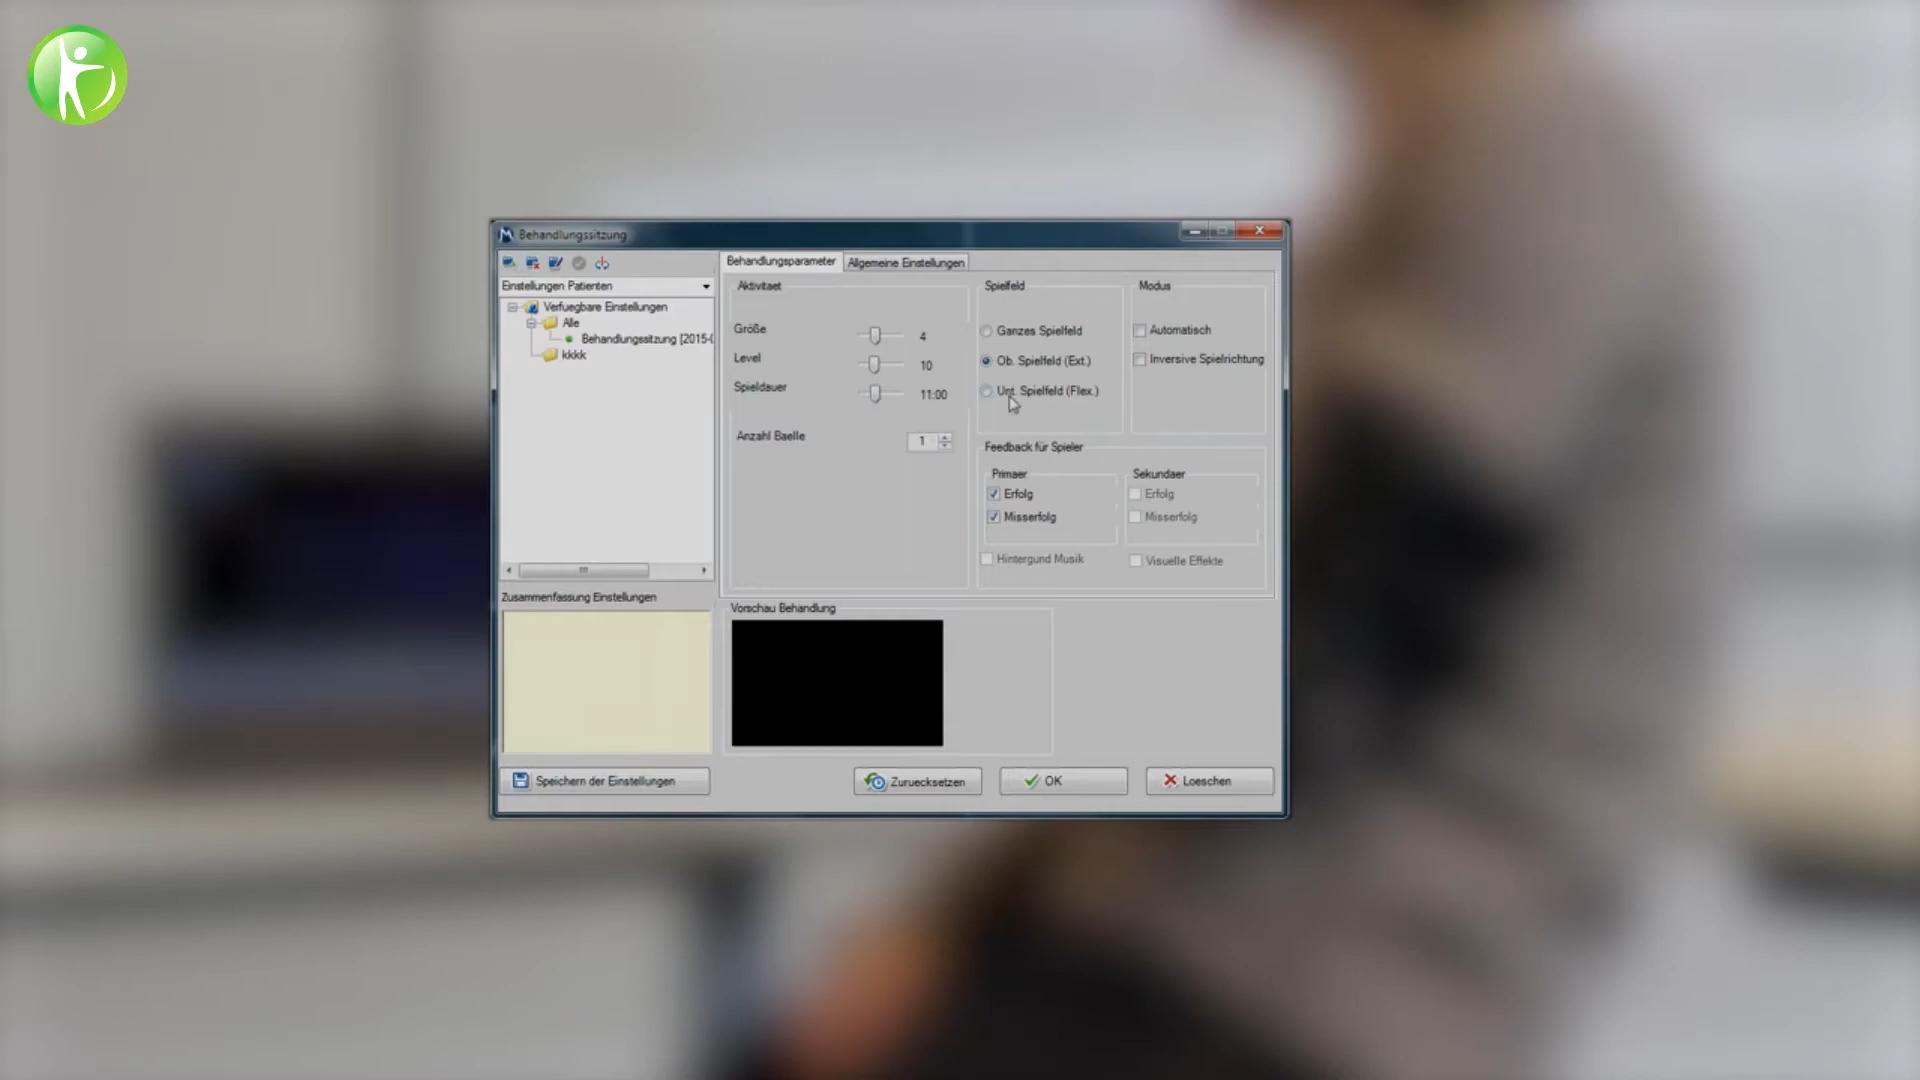 Behandlungssitzung
Einstellungen Patienten
Verfuegbare Einstellungen
Alle
Behandlungssitzung [2015-0
kkkk
Zusammenfassung Einstellungen
Speichern der Einstellungen
Behandlungsparameter
Allgemeine Einstellungen
Aktivitaet
Größe 4
Level 10
Spieldauer 11:00
Anzahl Baelle 1
Spielfeld
Ganzes Spielfeld
Ob. Spielfeld (Ext.)
Unt. Spielfeld (Flex.)
Modus
Automatisch
Inversive Spielrichtung
Feedback für Spieler
Primaer
Erfolg
Misserfolg
Sekundaer
Erfolg
Misserfolg
Hintergund Musik
Visuelle Effekte
Vorschau Behandlung
Zuruecksetzen
OK
Loeschen